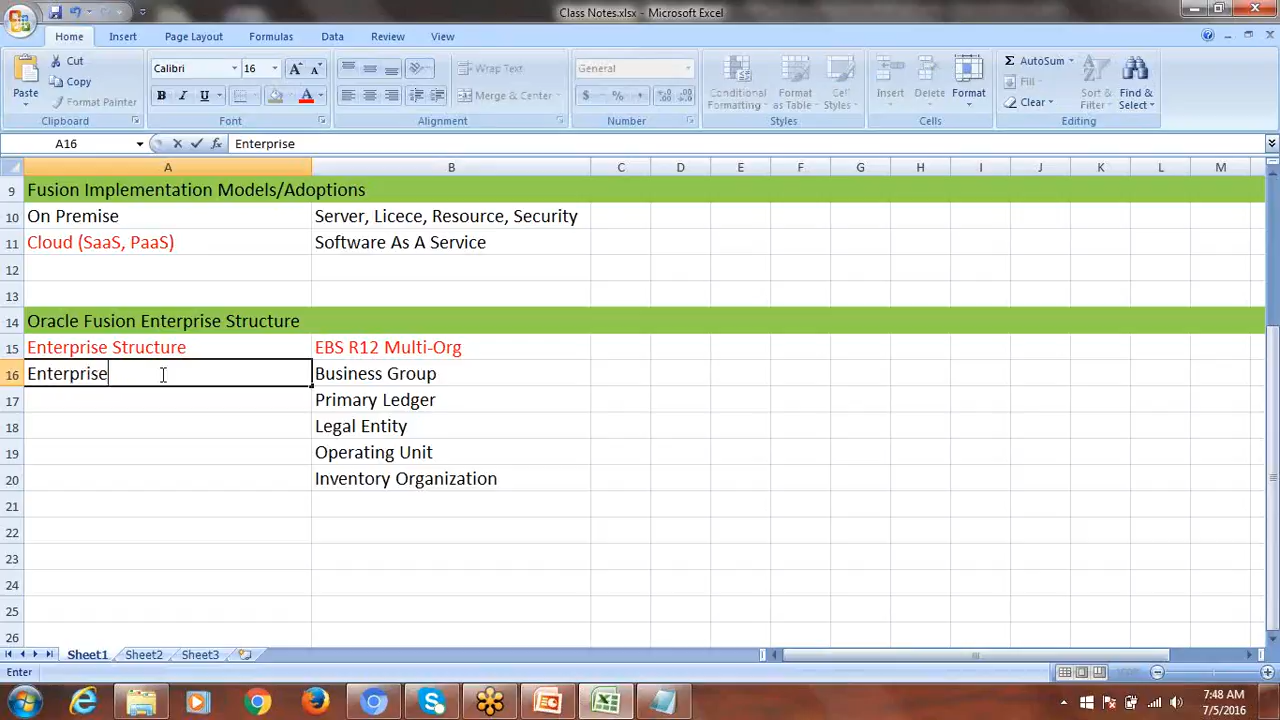 Class Notes.xlsx - Microsoft Excel
Home Insert Page Layout Formulas Data Review View
Paste
Cut
Copy
Format Painter
Clipboard
Calibri 16
A A
B I U A
Font
Wrap Text
Merge & Center
Alignment
General
$ % ,
Number
Conditional Formatting
Format as Table
Cell Styles
Styles
Insert Delete Format
Cells
Σ AutoSum
Fill
Clear
Sort & Filter
Find & Select
Editing
A16 fx Enterprise
A B C D E F G H I J K L M
9 Fusion Implementation Models/Adoptions
10 On Premise Server, Licece, Resource, Security
11 Cloud (SaaS, PaaS) Software As A Service
12
13
14 Oracle Fusion Enterprise Structure
15 Enterprise Structure EBS R12 Multi-Org
16 Enterprise Business Group
17 Primary Ledger
18 Legal Entity
19 Operating Unit
20 Inventory Organization
21
22
23
24
25
26
Sheet1 Sheet2 Sheet3
Enter
7:48 AM
7/5/2016